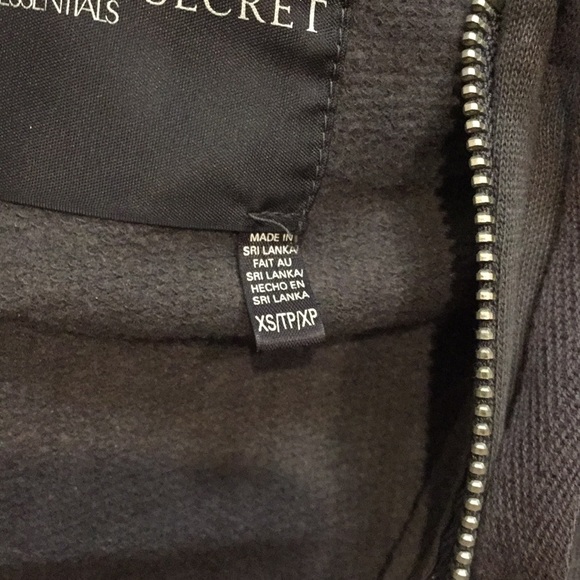 SECRET
ESSENTIALS
MADE IN
SRI LANKA/
FAIT AU
SRI LANKA/
HECHO EN
SRI LANKA
XS/TP/XP